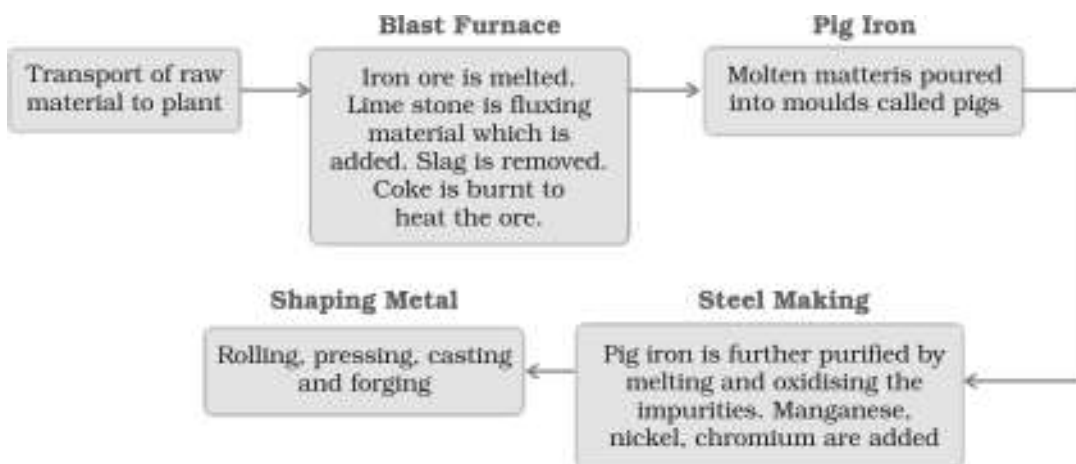 Transport of raw
material to plant
Blast Furnace
Iron ore is melted.
Lime stone is fluxing
material which is
added. Slag is removed.
Coke is burnt to
heat the ore.
Pig Iron
Molten matteris poured
into moulds called pigs
Steel Making
Pig iron is further purified by
melting and oxidising the
impurities. Manganese,
nickel, chromium are added
Shaping Metal
Rolling, pressing, casting
and forging